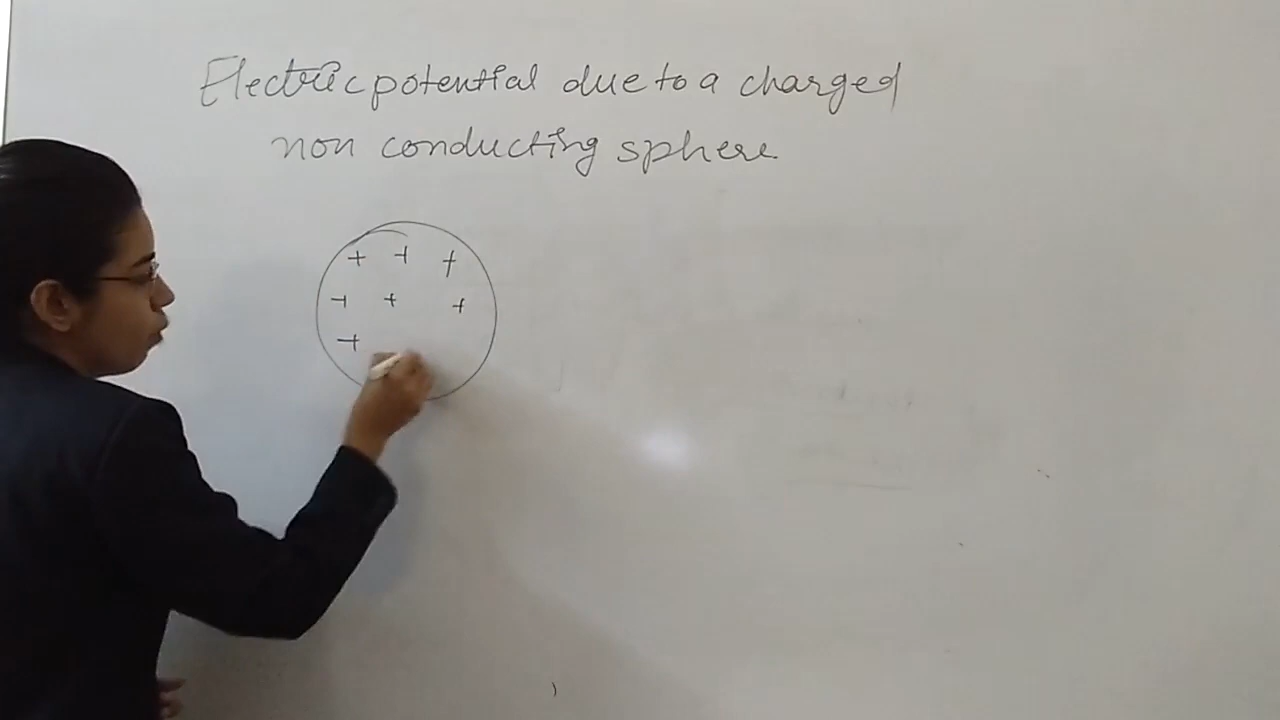 Electric potential due to a charged
non conducting sphere
+ + +
+ + +
+